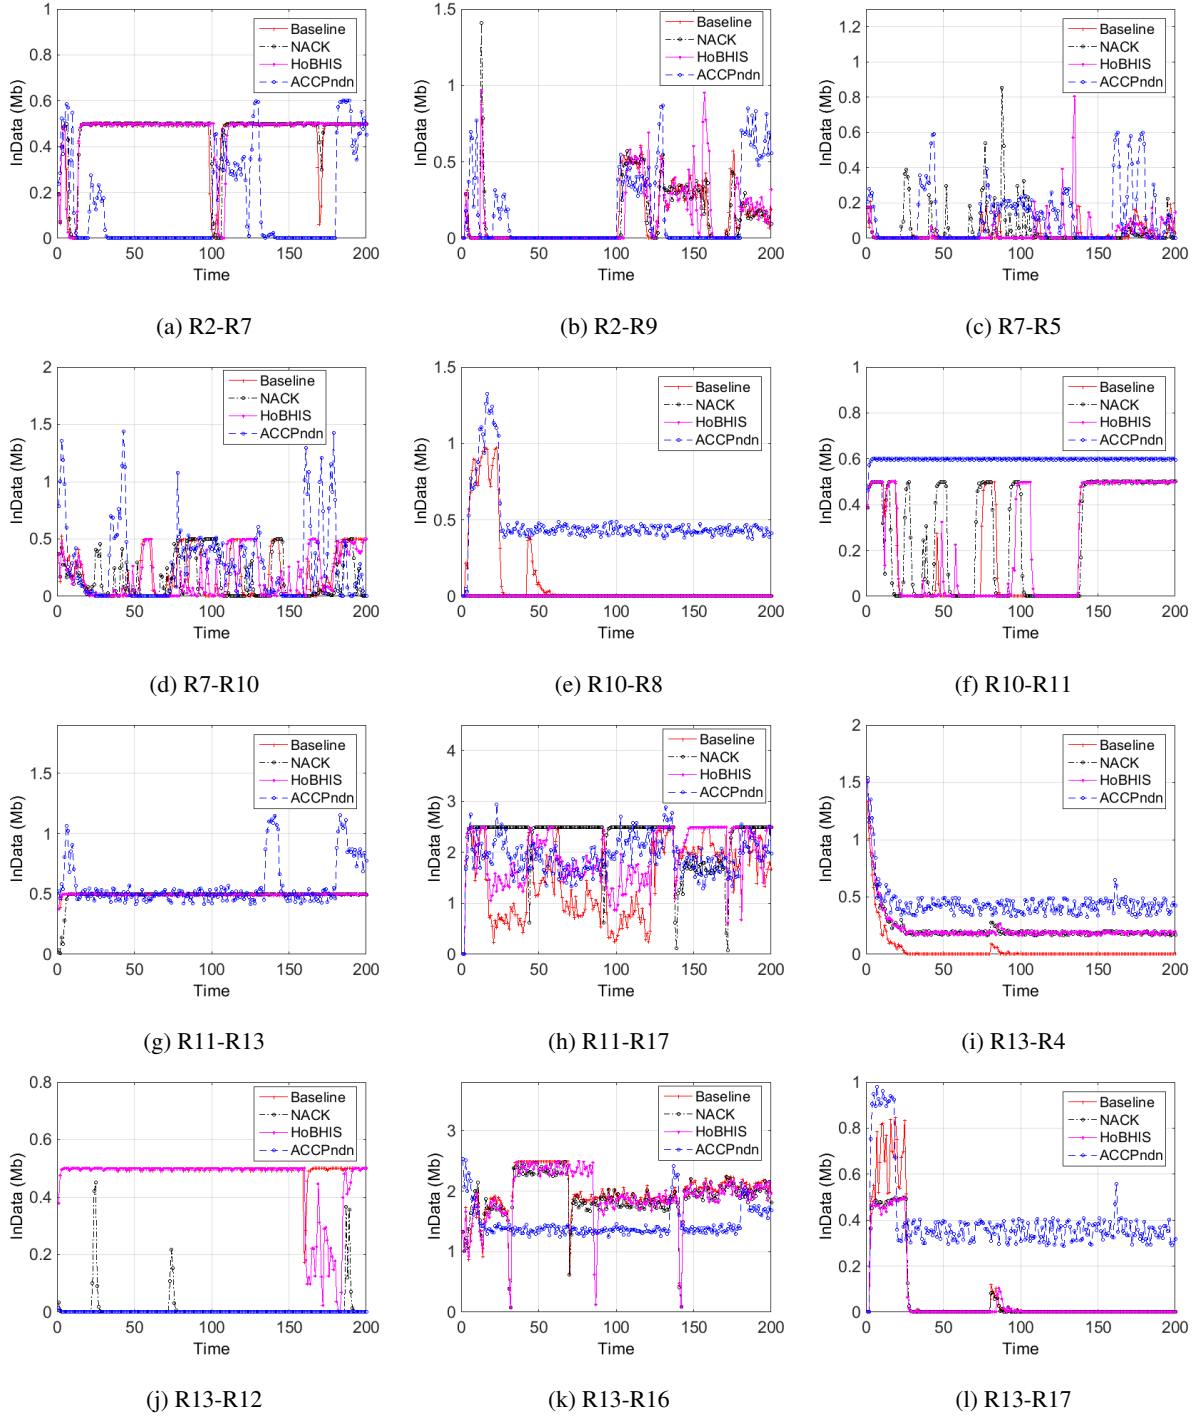 InData (Mb)
1
0.8
0.6
0.4
0.2
0
0 50 100 150 200
Time
Baseline
NACK
HoBHIS
ACCPndn
(a) R2-R7
InData (Mb)
1.5
1
0.5
0
0 50 100 150 200
Time
Baseline
NACK
HoBHIS
ACCPndn
(b) R2-R9
InData (Mb)
1.2
1
0.8
0.6
0.4
0.2
0
0 50 100 150 200
Time
Baseline
NACK
HoBHIS
ACCPndn
(c) R7-R5
InData (Mb)
2
1.5
1
0.5
0
0 50 100 150 200
Time
Baseline
NACK
HoBHIS
ACCPndn
(d) R7-R10
InData (Mb)
1.5
1
0.5
0
0 50 100 150 200
Time
Baseline
NACK
HoBHIS
ACCPndn
(e) R10-R8
InData (Mb)
1
0.8
0.6
0.4
0.2
0
0 50 100 150 200
Time
Baseline
NACK
HoBHIS
ACCPndn
(f) R10-R11
InData (Mb)
1.5
1
0.5
0
0 50 100 150 200
Time
Baseline
NACK
HoBHIS
ACCPndn
(g) R11-R13
InData (Mb)
4
3
2
1
0
0 50 100 150 200
Time
Baseline
NACK
HoBHIS
ACCPndn
(h) R11-R17
InData (Mb)
2
1.5
1
0.5
0
0 50 100 150 200
Time
Baseline
NACK
HoBHIS
ACCPndn
(i) R13-R4
InData (Mb)
0.8
0.6
0.4
0.2
0
0 50 100 150 200
Time
Baseline
NACK
HoBHIS
ACCPndn
(j) R13-R12
InData (Mb)
3
2
1
0
0 50 100 150 200
Time
Baseline
NACK
HoBHIS
ACCPndn
(k) R13-R16
InData (Mb)
1
0.8
0.6
0.4
0.2
0
0 50 100 150 200
Time
Baseline
NACK
HoBHIS
ACCPndn
(l) R13-R17